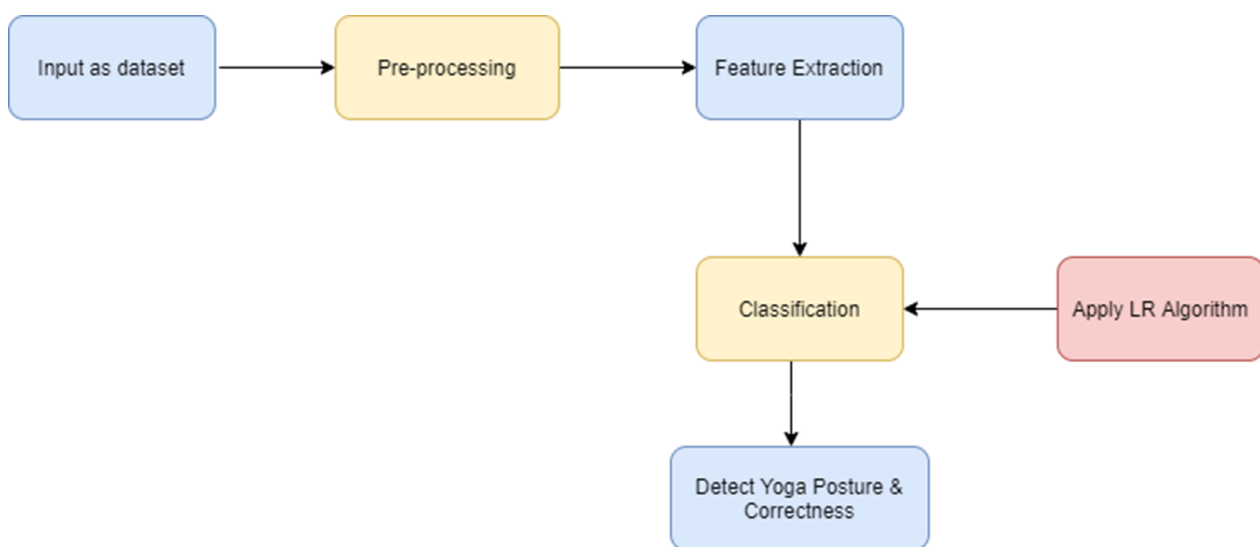 Input as dataset
Pre-processing
Feature Extraction
Classification
Apply LR Algorithm
Detect Yoga Posture &
Correctness